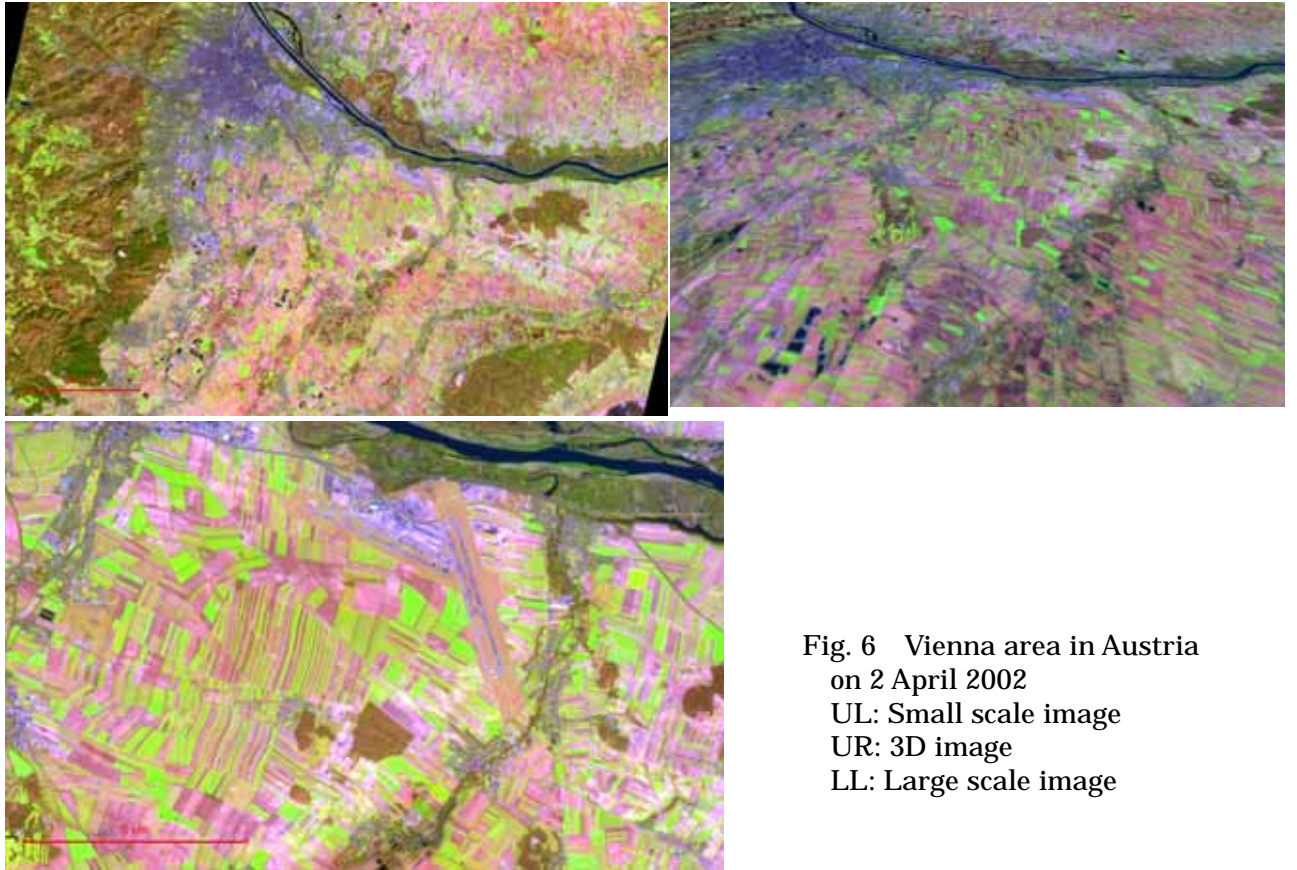 Fig. 6 Vienna area in Austria
on 2 April 2002
UL: Small scale image
UR: 3D image
LL: Large scale image